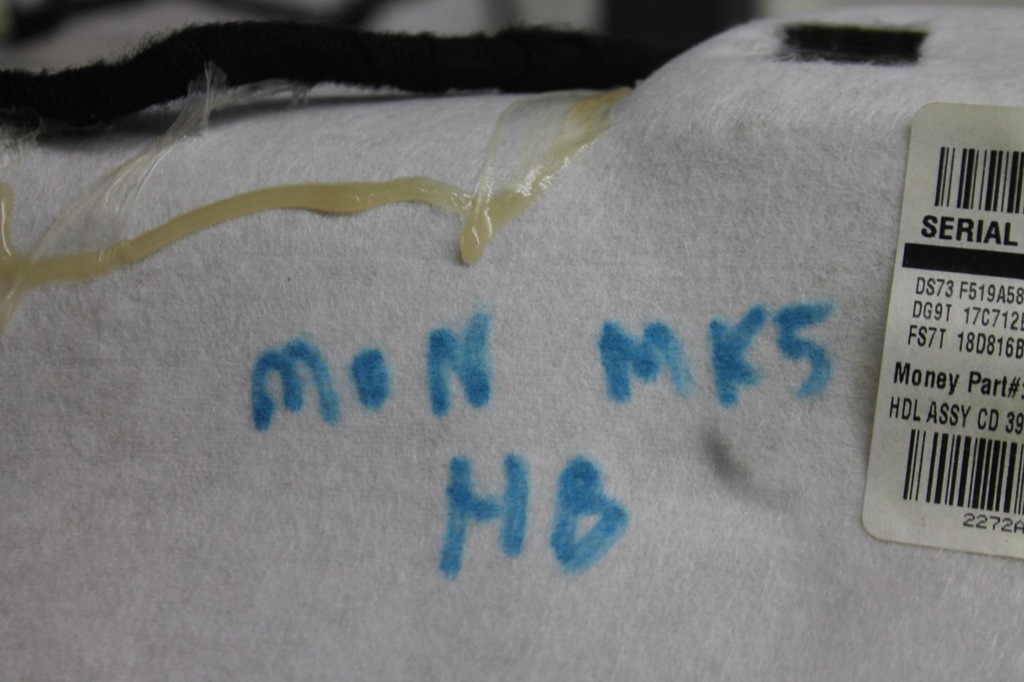 moN MK5
HB
SERIAL
DS73 F519A58
DG9T 17C712
FS7T 18D816B
Money Part#
HDL ASSY CD 39
2272A